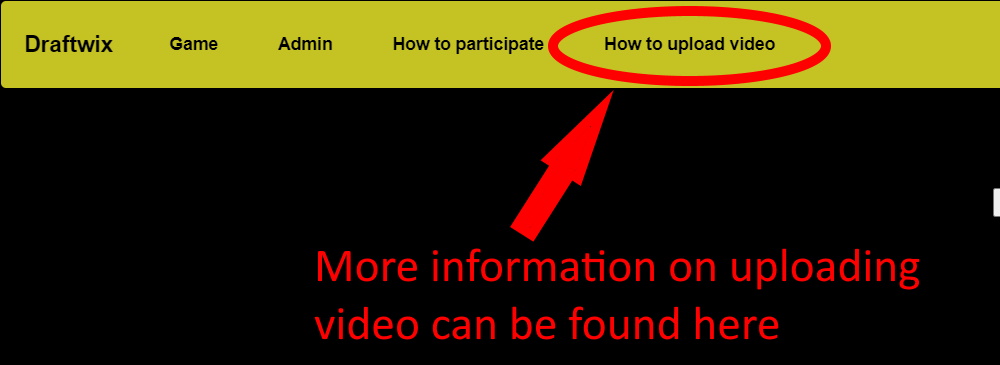 Draftwix Game Admin How to participate How to upload video
More information on uploading
video can be found here